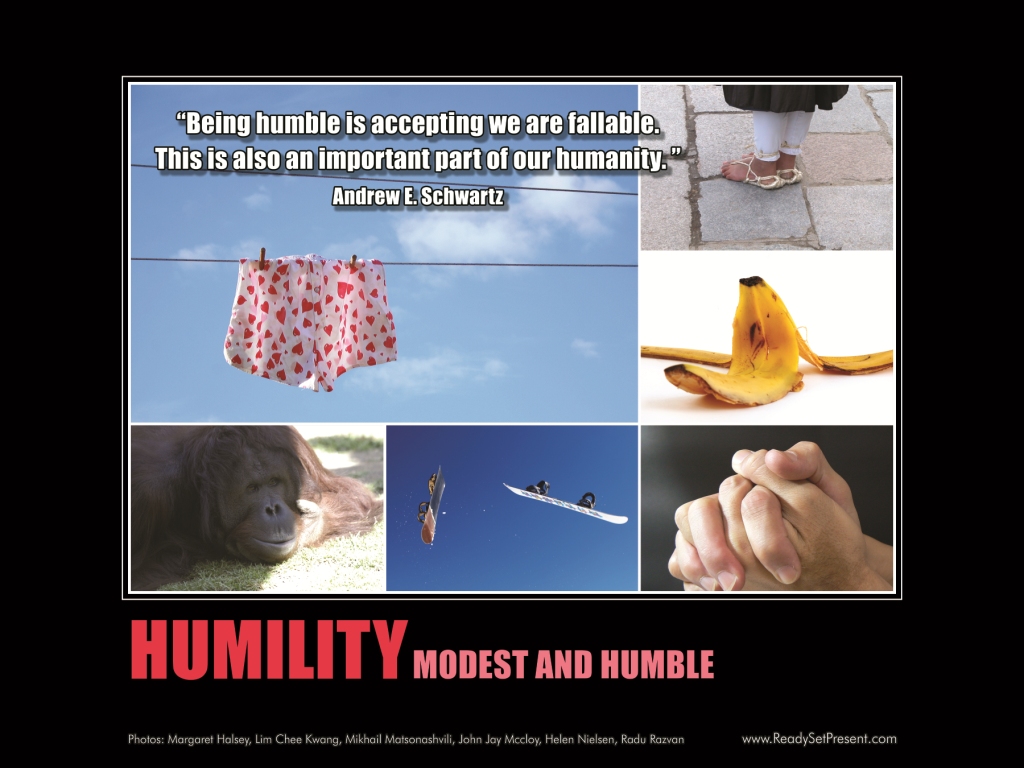 “Being humble is accepting we are fallable.
This is also an important part of our humanity.”
Andrew E. Schwartz
HUMILITY MODEST AND HUMBLE
Photos: Margaret Halsey, Lim Chee Kwang, Mikhail Matsonashvili, John Jay Mccloy, Helen Nielsen, Radu Razvan
www.ReadySetPresent.com